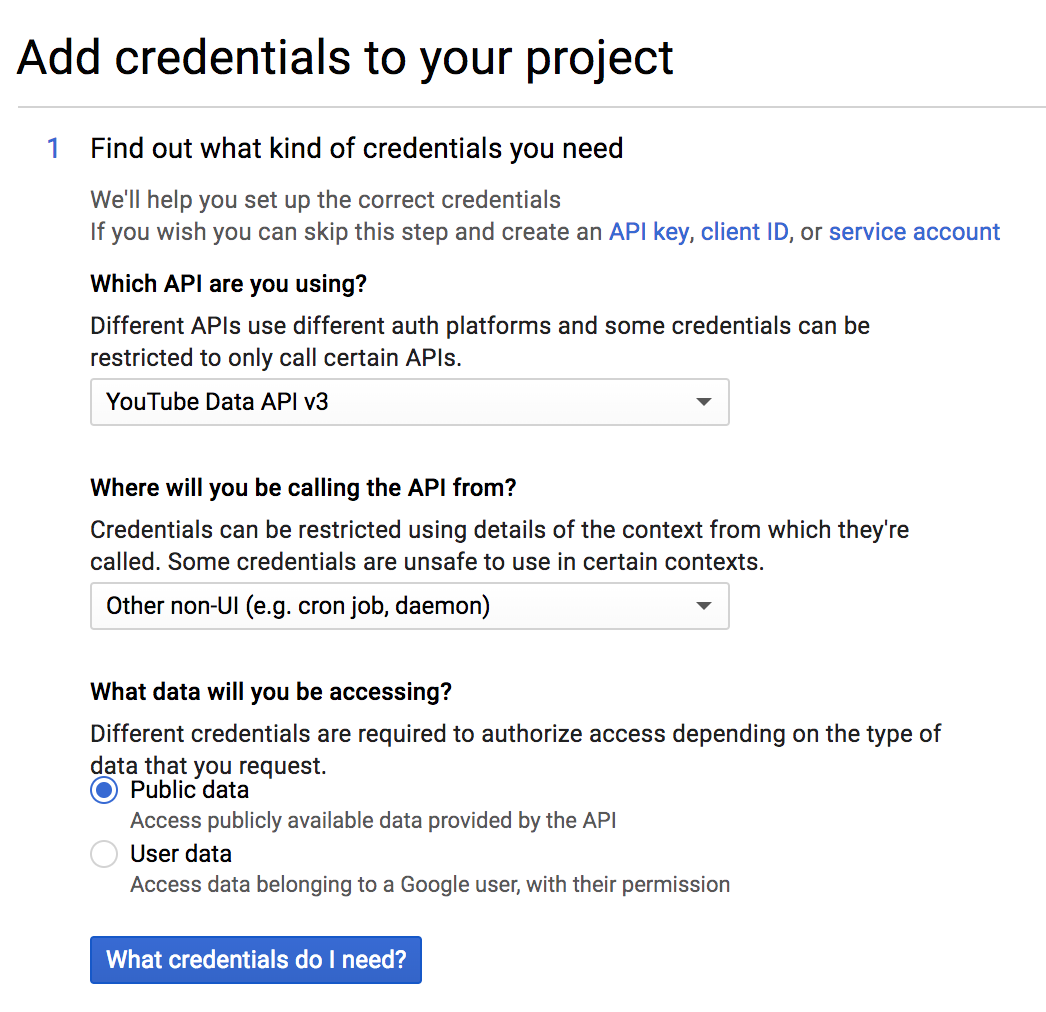 Add credentials to your project
1 Find out what kind of credentials you need
We'll help you set up the correct credentials
If you wish you can skip this step and create an API key, client ID, or service account
Which API are you using?
Different APIs use different auth platforms and some credentials can be
restricted to only call certain APIs.
YouTube Data API v3
Where will you be calling the API from?
Credentials can be restricted using details of the context from which they're
called. Some credentials are unsafe to use in certain contexts.
Other non-UI (e.g. cron job, daemon)
What data will you be accessing?
Different credentials are required to authorize access depending on the type of
data that you request.
Public data
Access publicly available data provided by the API
User data
Access data belonging to a Google user, with their permission
What credentials do I need?